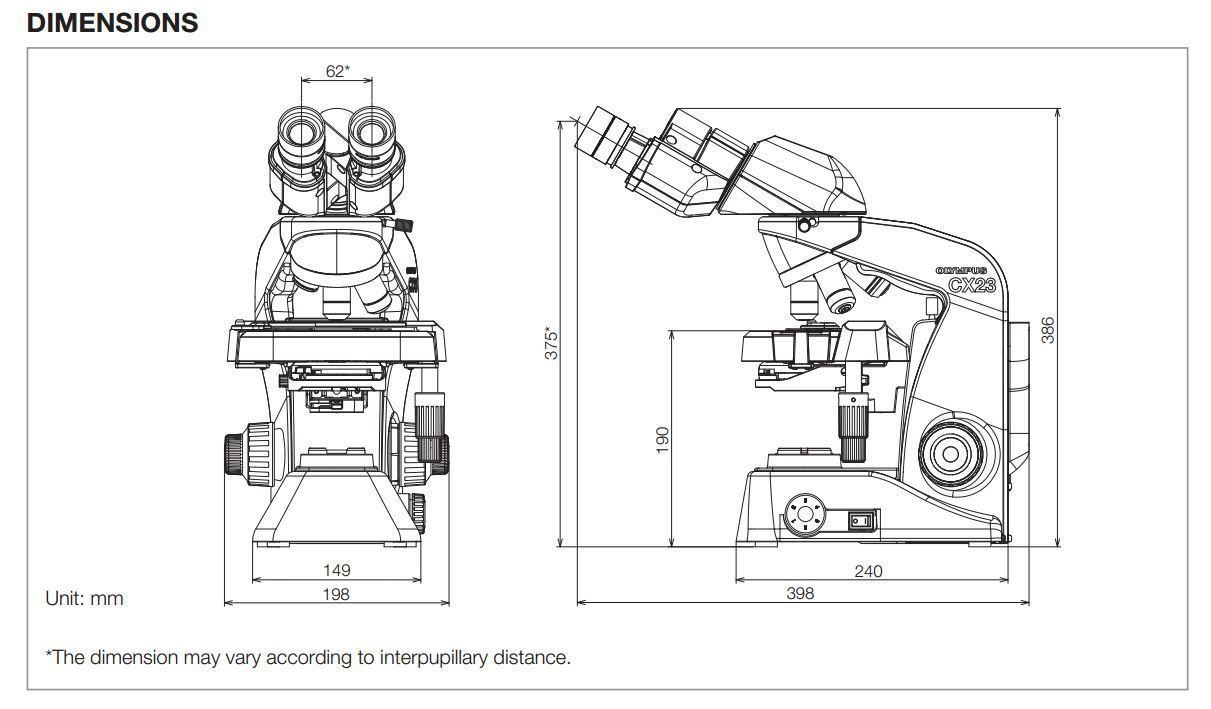 DIMENSIONS
62*
OLYMPUS
CX23
375*
386
190
149
240
198
398
Unit: mm
*The dimension may vary according to interpupillary distance.